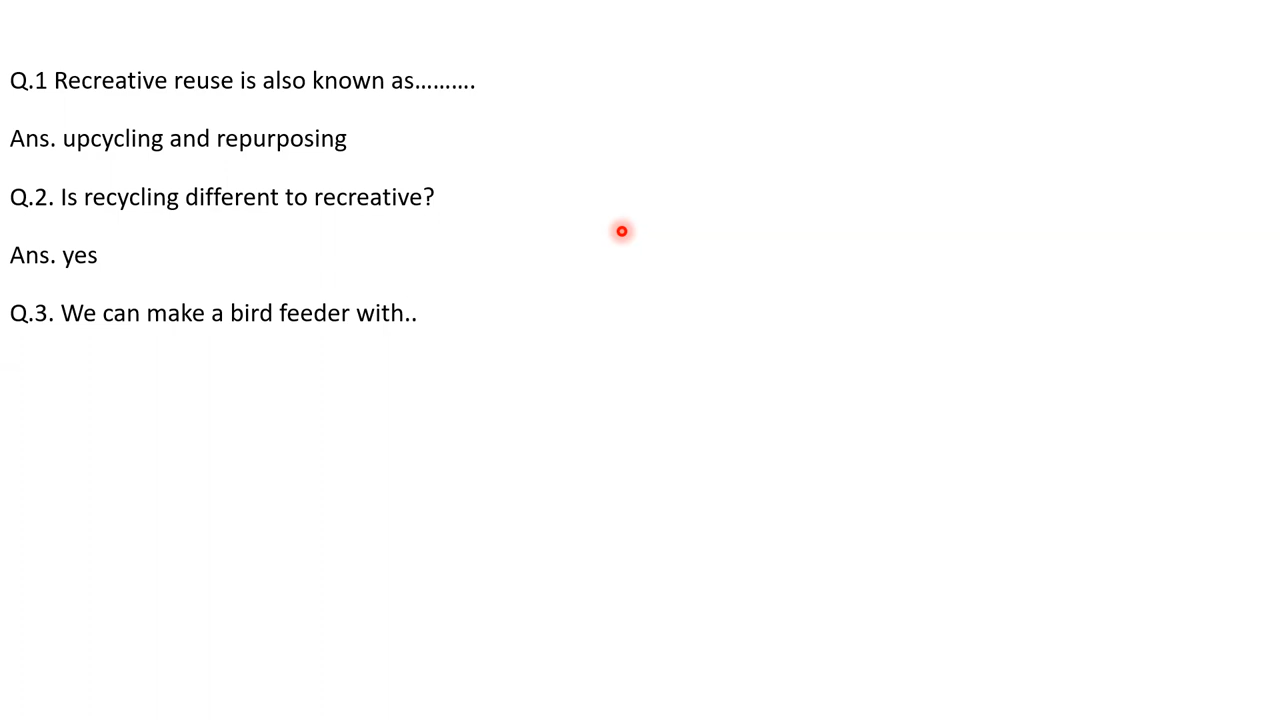 Q.1 Recreative reuse is also known as..........
Ans. upcycling and repurposing
Q.2. Is recycling different to recreative?
Ans. yes
Q.3. We can make a bird feeder with..